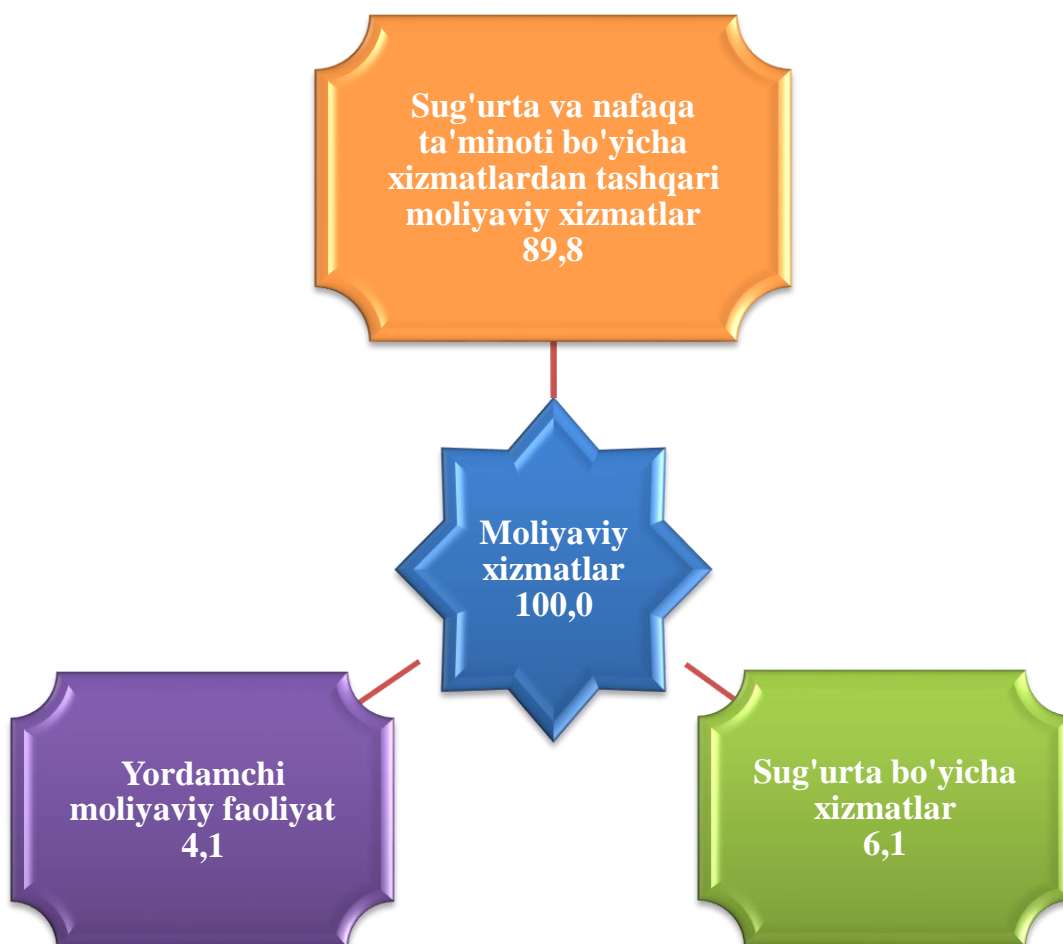 Sug'urta va nafaqa
ta'minoti bo'yicha
xizmatlardan tashqari
moliyaviy xizmatlar
89,8
Moliyaviy
xizmatlar
100,0
Yordamchi
moliyaviy faoliyat
4,1
Sug'urta bo'yicha
xizmatlar
6,1